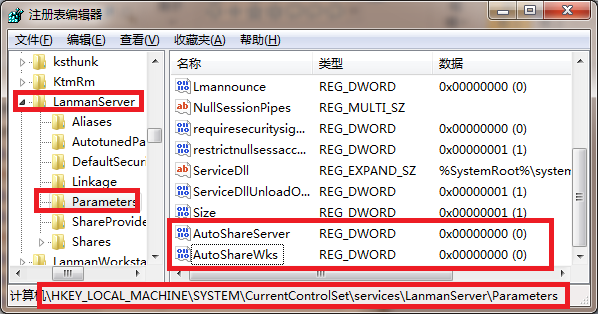 注册表编辑器
文件(F) 编辑(E) 查看(V) 收藏夹(A) 帮助(H)
ksthunk
KtmRm
LanmanServer
Aliases
AutotunedPa
DefaultSecur
Linkage
Parameters
ShareProvide
Shares
LanmanWorksta
名称 类型 数据
Lmannounce REG_DWORD 0x00000000 (0)
NullSessionPipes REG_MULTI_SZ
requiresecuritysig... REG_DWORD 0x00000000 (0)
restrictnullsessacc... REG_DWORD 0x00000001 (1)
ServiceDll REG_EXPAND_SZ %SystemRoot%\system
ServiceDllUnloadO... REG_DWORD 0x00000001 (1)
Size REG_DWORD 0x00000001 (1)
AutoShareServer REG_DWORD 0x00000000 (0)
AutoShareWks REG_DWORD 0x00000000 (0)
计算机\HKEY_LOCAL_MACHINE\SYSTEM\CurrentControlSet\services\LanmanServer\Parameters